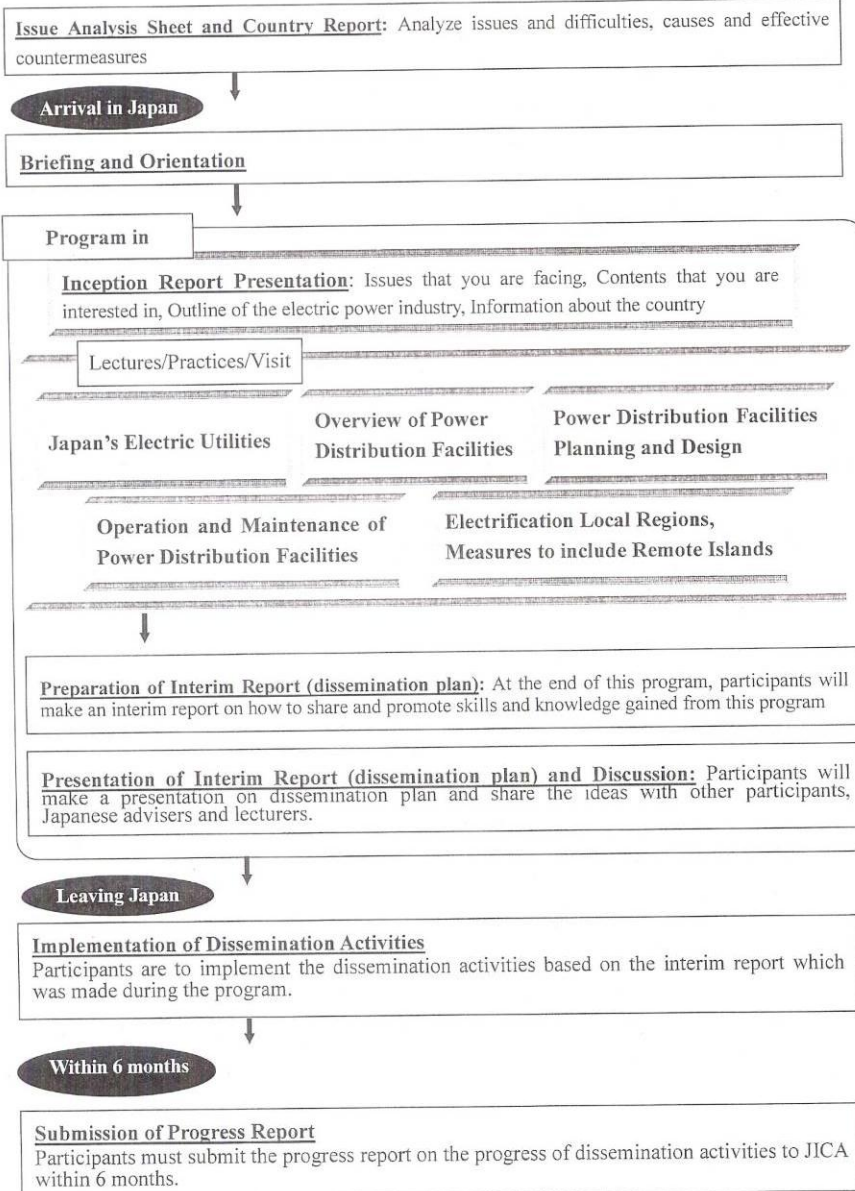 Issue Analysis Sheet and Country Report: Analyze issues and difficulties, causes and effective
countermeasures
Arrival in Japan
Briefing and Orientation
Program in
Inception Report Presentation: Issues that you are facing, Contents that you are
interested in, Outline of the electric power industry, Information about the country
Lectures/Practices/Visit
Japan's Electric Utilities
Overview of Power
Distribution Facilities
Power Distribution Facilities
Planning and Design
Operation and Maintenance of
Power Distribution Facilities
Electrification Local Regions,
Measures to include Remote Islands
Preparation of Interim Report (dissemination plan): At the end of this program, participants will
make an interim report on how to share and promote skills and knowledge gained from this program
Presentation of Interim Report (dissemination plan) and Discussion: Participants will
make a presentation on dissemination plan and share the ideas with other participants,
Japanese advisers and lecturers.
Leaving Japan
Implementation of Dissemination Activities
Participants are to implement the dissemination activities based on the interim report which
was made during the program.
Within 6 months
Submission of Progress Report
Participants must submit the progress report on the progress of dissemination activities to JICA
within 6 months.